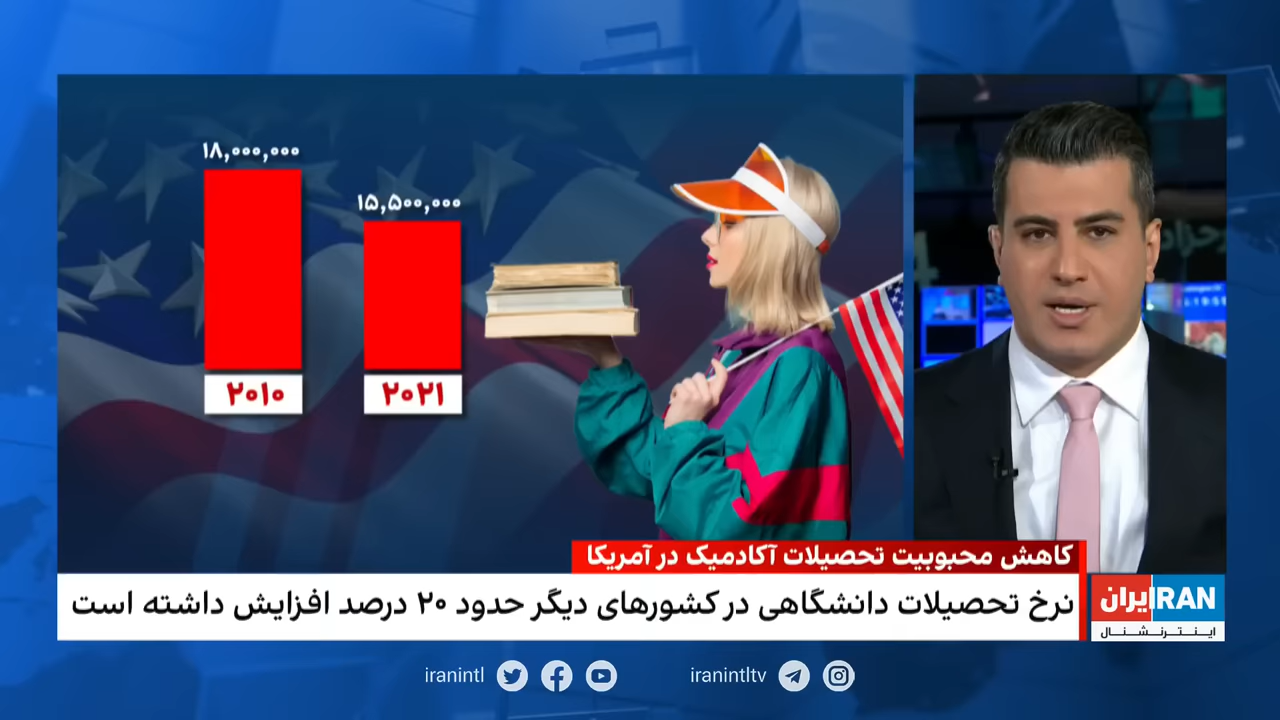 ۱۸,۰۰۰,۰۰۰
۱۵,۵۰۰,۰۰۰
۲۰۱۰
۲۰۲۱
کاهش محبوبیت تحصیلات آکادمیک در آمریکا
نرخ تحصیلات دانشگاهی در کشورهای دیگر حدود ۲۰ درصد افزایش داشته است
ایران IRAN
اینترنشنال
iranintl
iranintltv